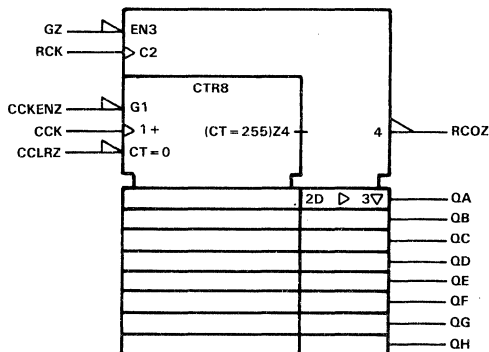 GZ EN3
RCK C2
CTR8
CCKENZ G1
CCK 1+ (CT=255)Z4 4 RCOZ
CCLRZ CT=0
2D ▷ 3▽ QA
QB
QC
QD
QE
QF
QG
QH